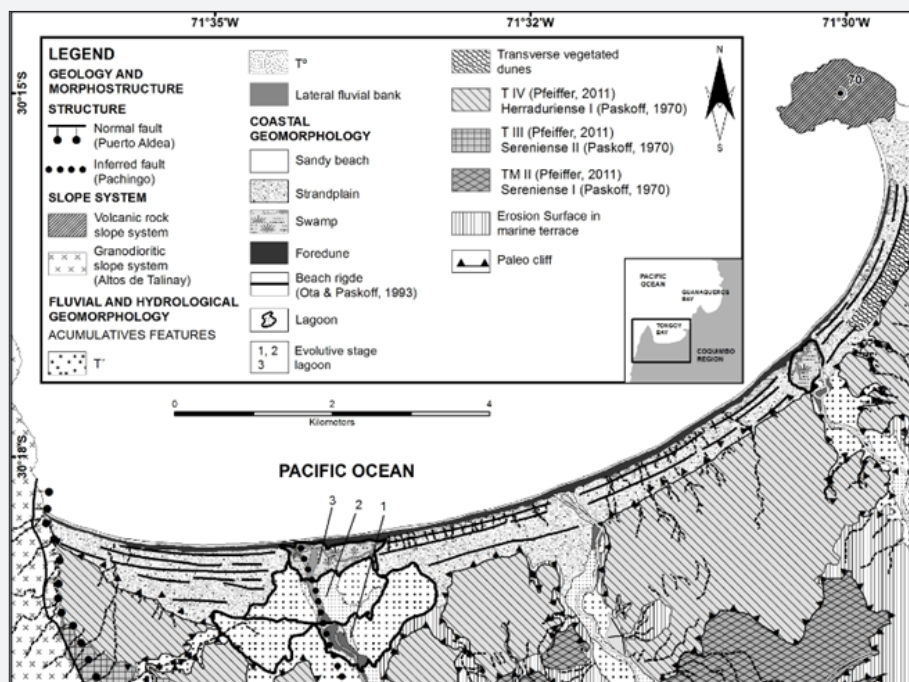 71°35'W
71°32'W
71°30'W
30°15'S
30°18'S
LEGEND
GEOLOGY AND
MORPHOSTRUCTURE
STRUCTURE
Normal fault
(Puerto Aldea)
Inferred fault
(Pachingo)
SLOPE SYSTEM
Volcanic rock
slope system
Granodioritic
slope system
(Altos de Talinay)
FLUVIAL AND HYDROLOGICAL
GEOMORPHOLOGY
ACUMULATIVES FEATURES
T'
T°
Lateral fluvial bank
COASTAL
GEOMORPHOLOGY
Sandy beach
Strandplain
Swamp
Foredune
Beach rigde
(Ota & Paskoff, 1993)
Lagoon
1, 2
3
Evolutive stage
lagoon
Transverse vegetated
dunes
T IV (Pfeiffer, 2011)
Herraduriense I (Paskoff, 1970)
T III (Pfeiffer, 2011)
Sereniense II (Paskoff, 1970)
TM II (Pfeiffer, 2011)
Sereniense I (Paskoff, 1970)
Erosion Surface in
marine terrace
Paleo cliff
N
S
PACIFIC
OCEAN
GUANAQUEROS
BAY
TONGOY
BAY
COQUIMBO
REGION
70
0 2 4
Kilometers
PACIFIC OCEAN
3
2
1